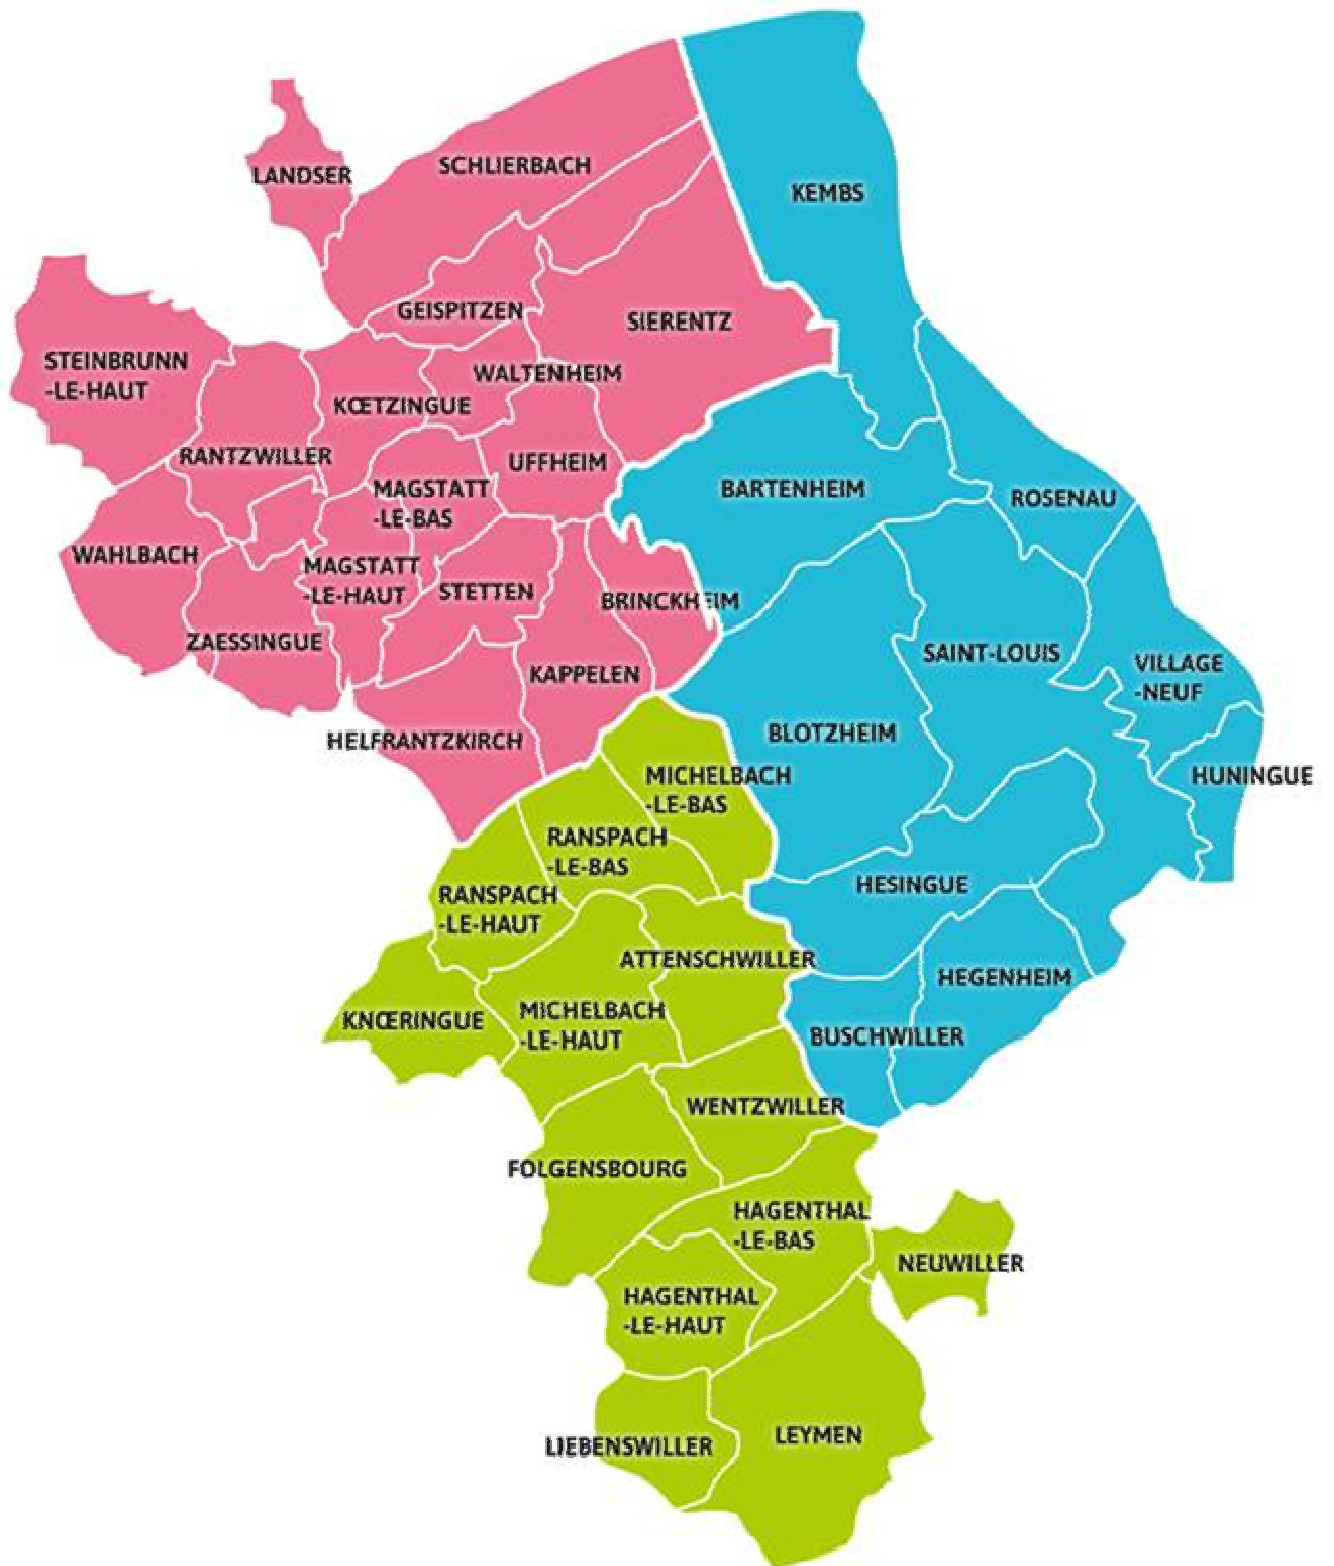 LANDSER
SCHLIERBACH
KEMBS
GEISPITZEN
SIERENTZ
STEINBRUNN
-LE-HAUT
WALTENHEIM
KŒTZINGUE
RANTZWILLER
UFFHEIM
MAGSTATT
-LE-BAS
BARTENHEIM
ROSENAU
WAHLBACH
MAGSTATT
-LE-HAUT
STETTEN
BRINCKHEIM
ZAESSINGUE
KAPPELEN
SAINT-LOUIS
VILLAGE
-NEUF
HELFRANTZKIRCH
BLOTZHEIM
MICHELBACH
-LE-BAS
HUNINGUE
RANSPACH
-LE-BAS
RANSPACH
-LE-HAUT
HESINGUE
ATTENSCHWILLER
HEGENHEIM
KNŒRINGUE
MICHELBACH
-LE-HAUT
BUSCHWILLER
WENTZWILLER
FOLGENSBOURG
HAGENTHAL
-LE-BAS
NEUWILLER
HAGENTHAL
-LE-HAUT
LIEBENSWILLER
LEYMEN